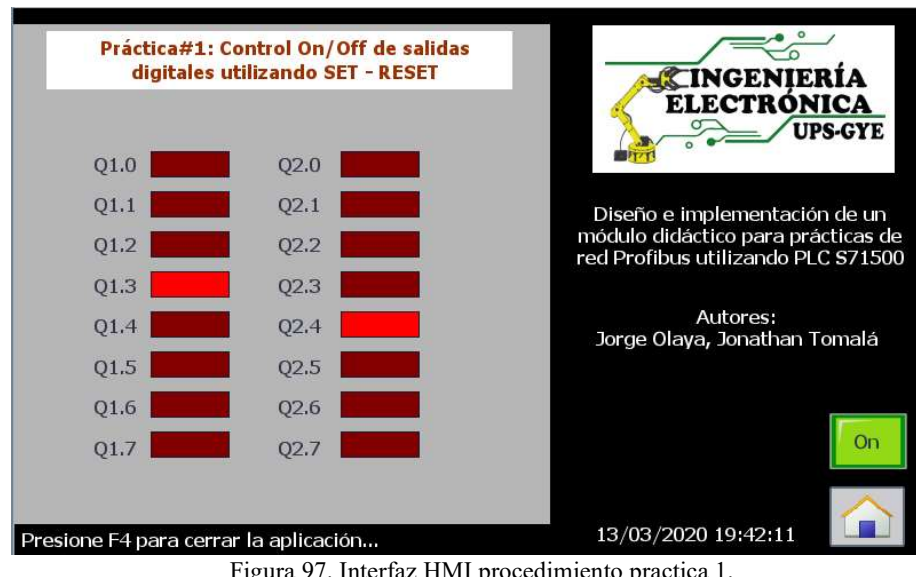 Práctica#1: Control On/Off de salidas
digitales utilizando SET - RESET
Q1.0
Q1.1
Q1.2
Q1.3
Q1.4
Q1.5
Q1.6
Q1.7
Q2.0
Q2.1
Q2.2
Q2.3
Q2.4
Q2.5
Q2.6
Q2.7
INGENIERÍA
ELECTRÓNICA
UPS-GYE
Diseño e implementación de un
módulo didáctico para prácticas de
red Profibus utilizando PLC S71500
Autores:
Jorge Olaya, Jonathan Tomalá
On
13/03/2020 19:42:11
Presione F4 para cerrar la aplicación...
Figura 97. Interfaz HMI procedimiento practica 1.